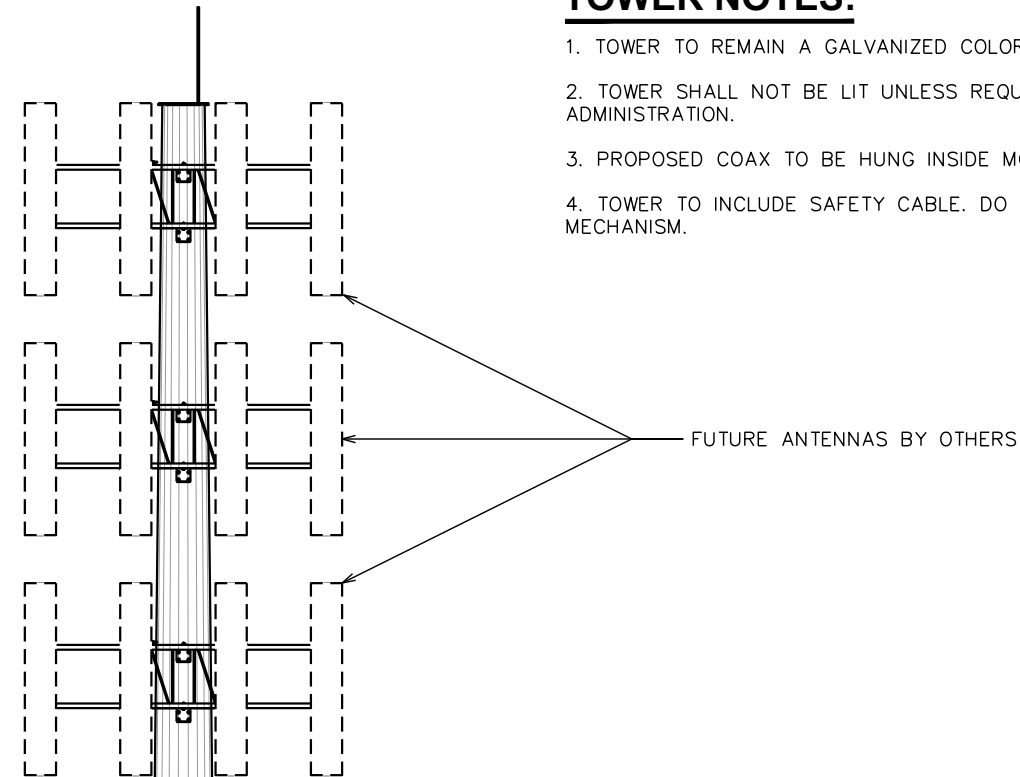 TOWER NOTES:
1. TOWER TO REMAIN A GALVANIZED COLOR
2. TOWER SHALL NOT BE LIT UNLESS
ADMINISTRATION.
3. PROPOSED COAX TO BE HUNG INSIDE
4. TOWER TO INCLUDE SAFETY CABLE. DO
MECHANISM.
FUTURE ANTENNAS BY OTHERS